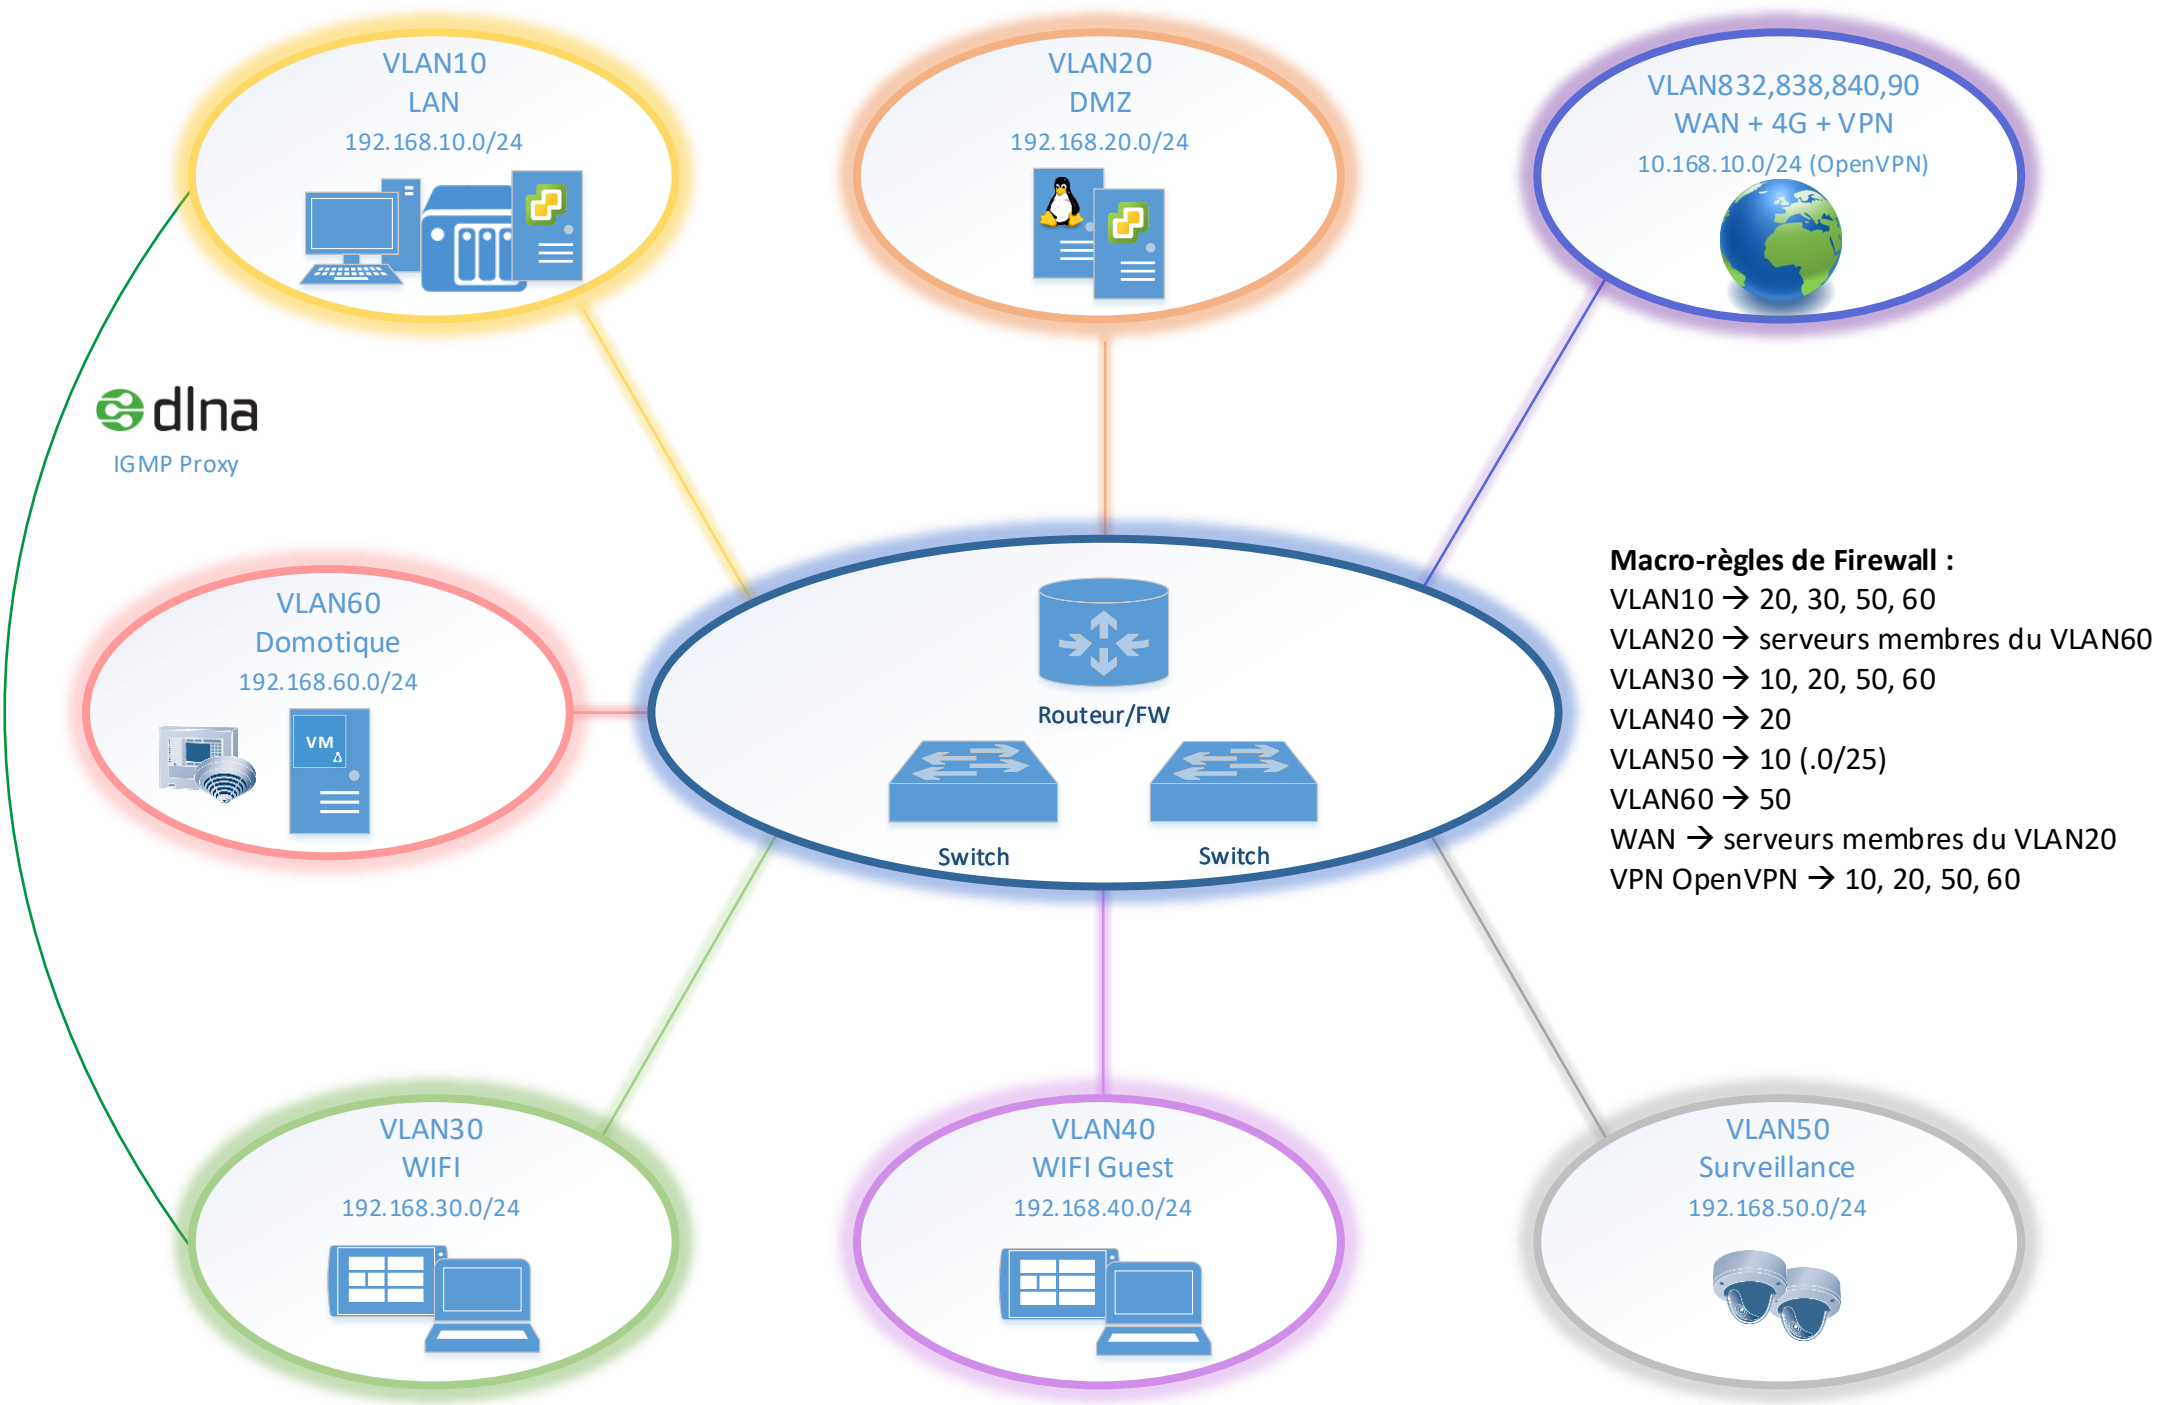 VLAN10
LAN
192.168.10.0/24
VLAN20
DMZ
192.168.20.0/24
VLAN832,838,840,90
WAN + 4G + VPN
10.168.10.0/24 (OpenVPN)
dlna
IGMP Proxy
VLAN60
Domotique
192.168.60.0/24
VM
Routeur/FW
Switch
Switch
Macro-règles de Firewall :
VLAN10 → 20, 30, 50, 60
VLAN20 → serveurs membres du VLAN60
VLAN30 → 10, 20, 50, 60
VLAN40 → 20
VLAN50 → 10 (.0/25)
VLAN60 → 50
WAN → serveurs membres du VLAN20
VPN OpenVPN → 10, 20, 50, 60
VLAN30
WIFI
192.168.30.0/24
VLAN40
WIFI Guest
192.168.40.0/24
VLAN50
Surveillance
192.168.50.0/24